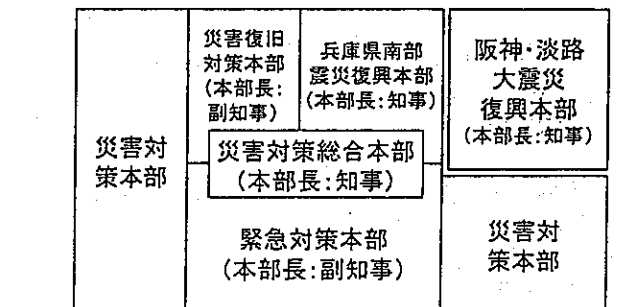 災害対
策本部
災害復旧
対策本部
(本部長:
副知事)
兵庫県南部
震災復興本部
(本部長:知事)
災害対策総合本部
(本部長:知事)
緊急対策本部
(本部長:副知事)
阪神・淡路
大震災
復興本部
(本部長:知事)
災害対
策本部